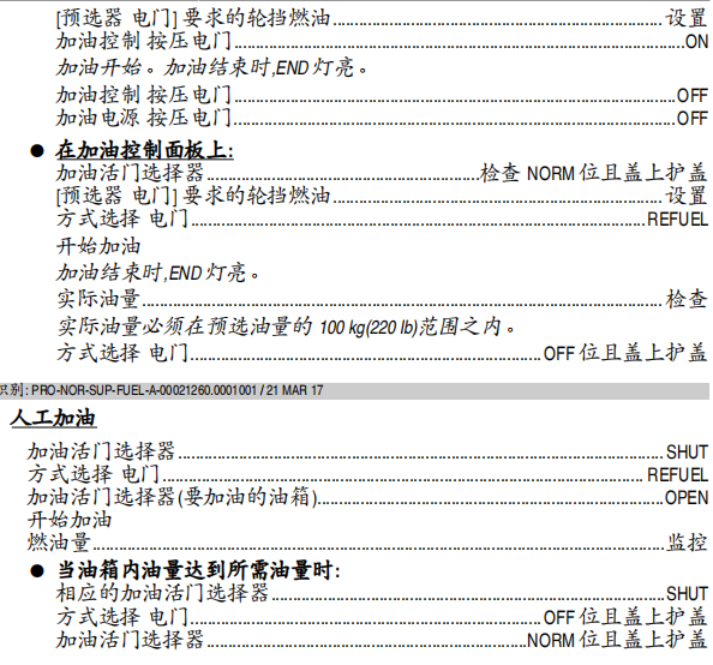 [预选器 电门] 要求的轮挡燃油........设置
加油控制 按压电门........ON
加油开始。加油结束时,END 灯亮。
加油控制 按压电门........OFF
加油电源 按压电门........OFF
● 在加油控制面板上:
加油活门选择器........检查 NORM 位且盖上护盖
[预选器 电门] 要求的轮挡燃油........设置
方式选择 电门........REFUEL
开始加油
加油结束时,END 灯亮。
实际油量........检查
实际油量必须在预选油量的 100 kg(220 lb)范围之内。
方式选择 电门........OFF 位且盖上护盖
识别: PRO-NOR-SUP-FUEL-A-00021260.0001001 / 21 MAR 17
人工加油
加油活门选择器........SHUT
方式选择 电门........REFUEL
加油活门选择器(要加油的油箱)........OPEN
开始加油
燃油量........监控
● 当油箱内油量达到所需油量时:
相应的加油活门选择器........SHUT
方式选择 电门........OFF 位且盖上护盖
加油活门选择器........NORM 位且盖上护盖